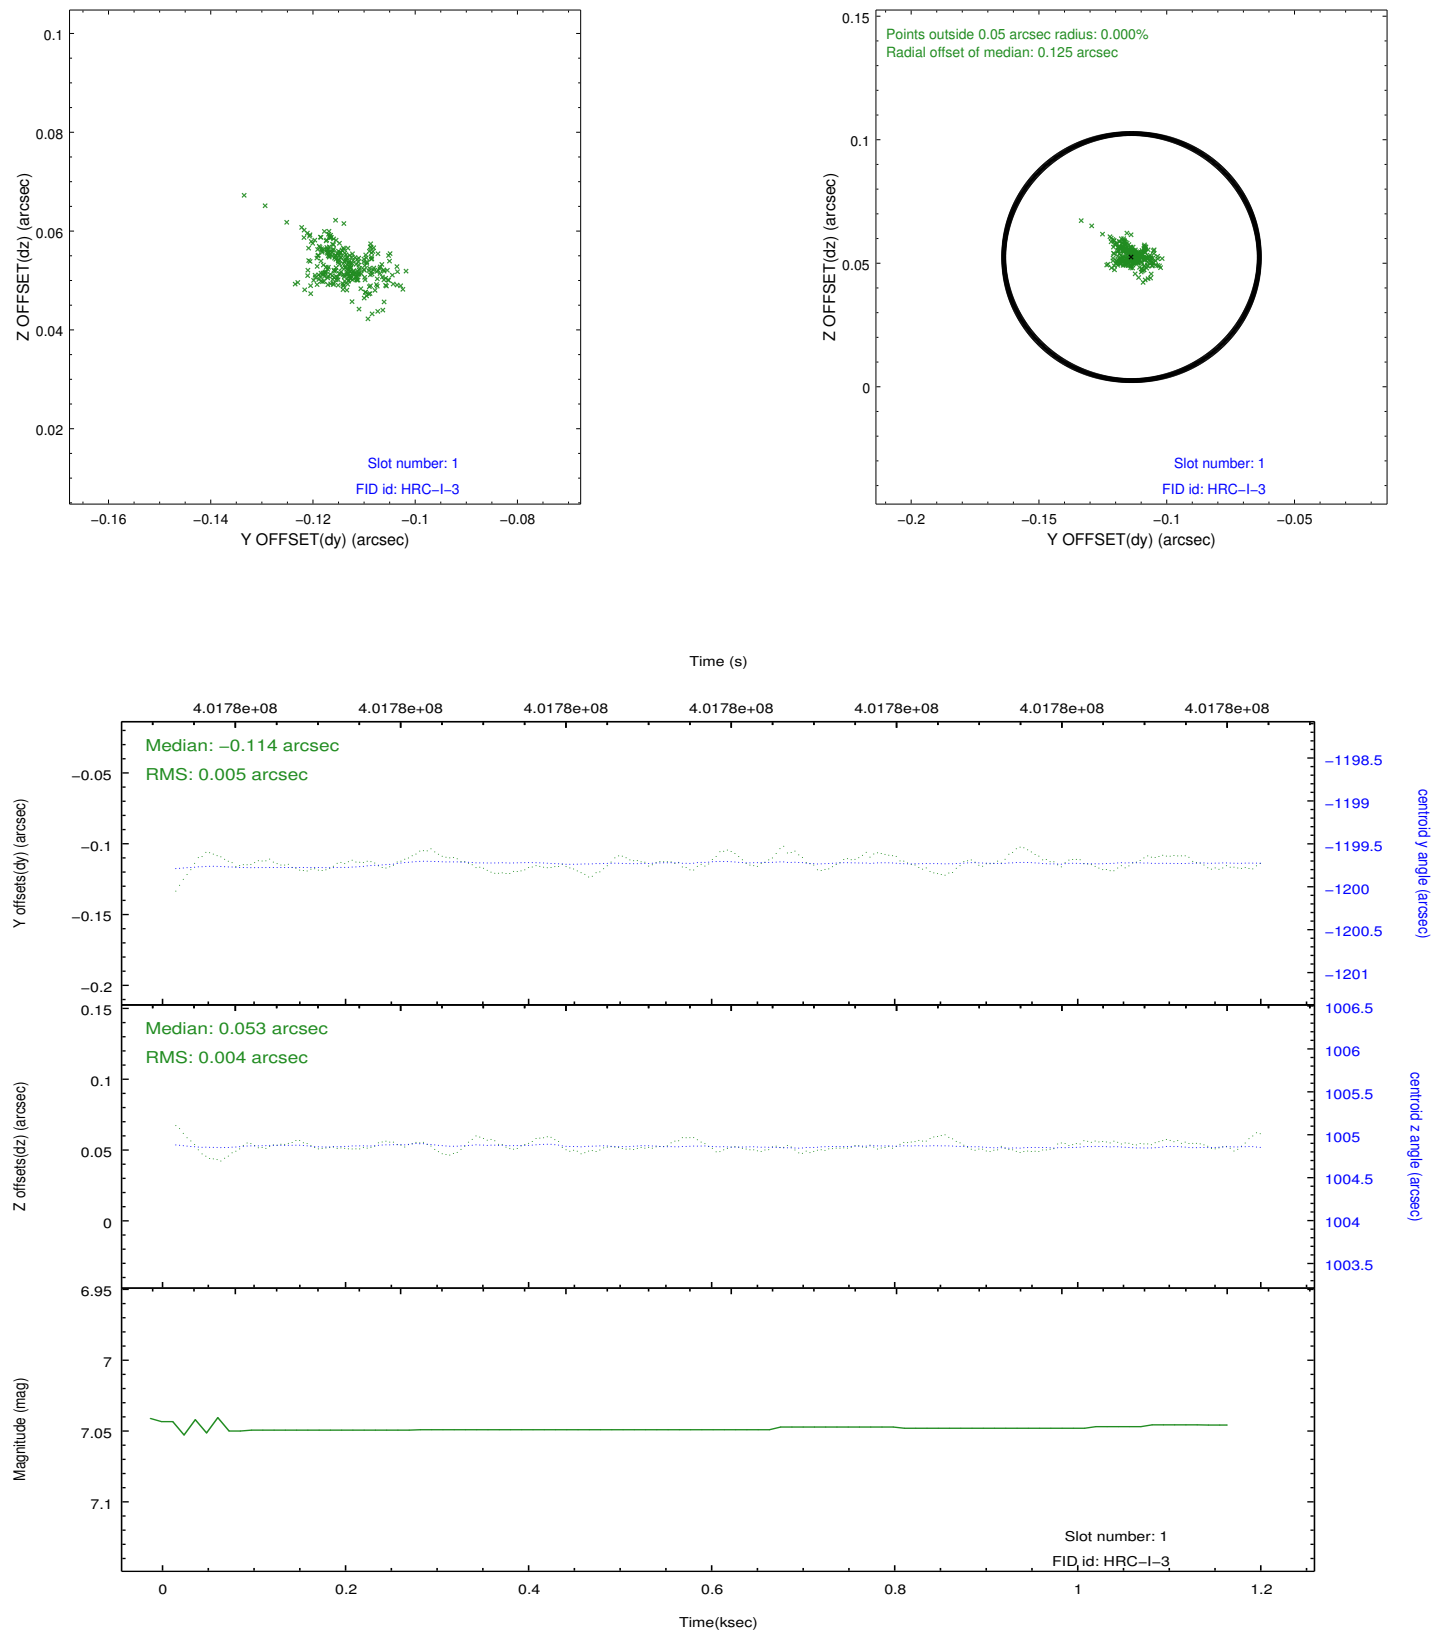 0.1
0.08
0.06
0.04
0.02
Z OFFSET(dz) (arcsec)
Slot number: 1
FID id: HRC−I−3
−0.16 −0.14 −0.12 −0.1 −0.08
Y OFFSET(dy) (arcsec)
Points outside 0.05 arcsec radius: 0.000%
Radial offset of median: 0.125 arcsec
0.15
0.1
0.05
0
Z OFFSET(dz) (arcsec)
Slot number: 1
FID id: HRC−I−3
−0.2 −0.15 −0.1 −0.05
Y OFFSET(dy) (arcsec)
Time (s)
4.0178e+08 4.0178e+08 4.0178e+08 4.0178e+08 4.0178e+08 4.0178e+08 4.0178e+08
Median: −0.114 arcsec
RMS: 0.005 arcsec
−0.05
−0.1
−0.15
−0.2
Y offsets(dy) (arcsec)
−1198.5
−1199
−1199.5
−1200
−1200.5
−1201
centroid y angle (arcsec)
Median: 0.053 arcsec
RMS: 0.004 arcsec
0.15
0.1
0.05
0
Z offsets(dz) (arcsec)
1006.5
1006
1005.5
1005
1004.5
1004
1003.5
centroid z angle (arcsec)
6.95
7
7.05
7.1
Magnitude (mag)
Slot number: 1
FID id: HRC−I−3
0 0.2 0.4 0.6 0.8 1 1.2
Time(ksec)